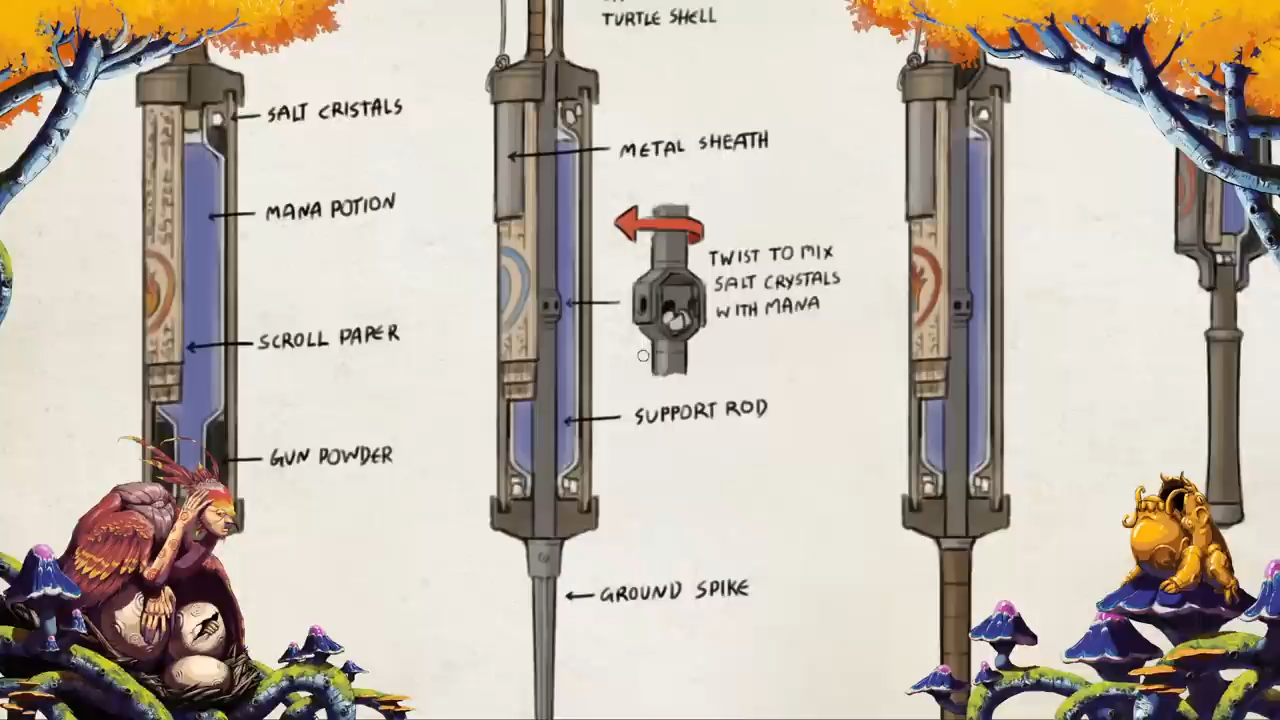 TURTLE SHELL
SALT CRISTALS
METAL SHEATH
MANA POTION
TWIST TO MIX
SALT CRYSTALS
WITH MANA
SCROLL PAPER
SUPPORT ROD
GUN POWDER
GROUND SPIKE